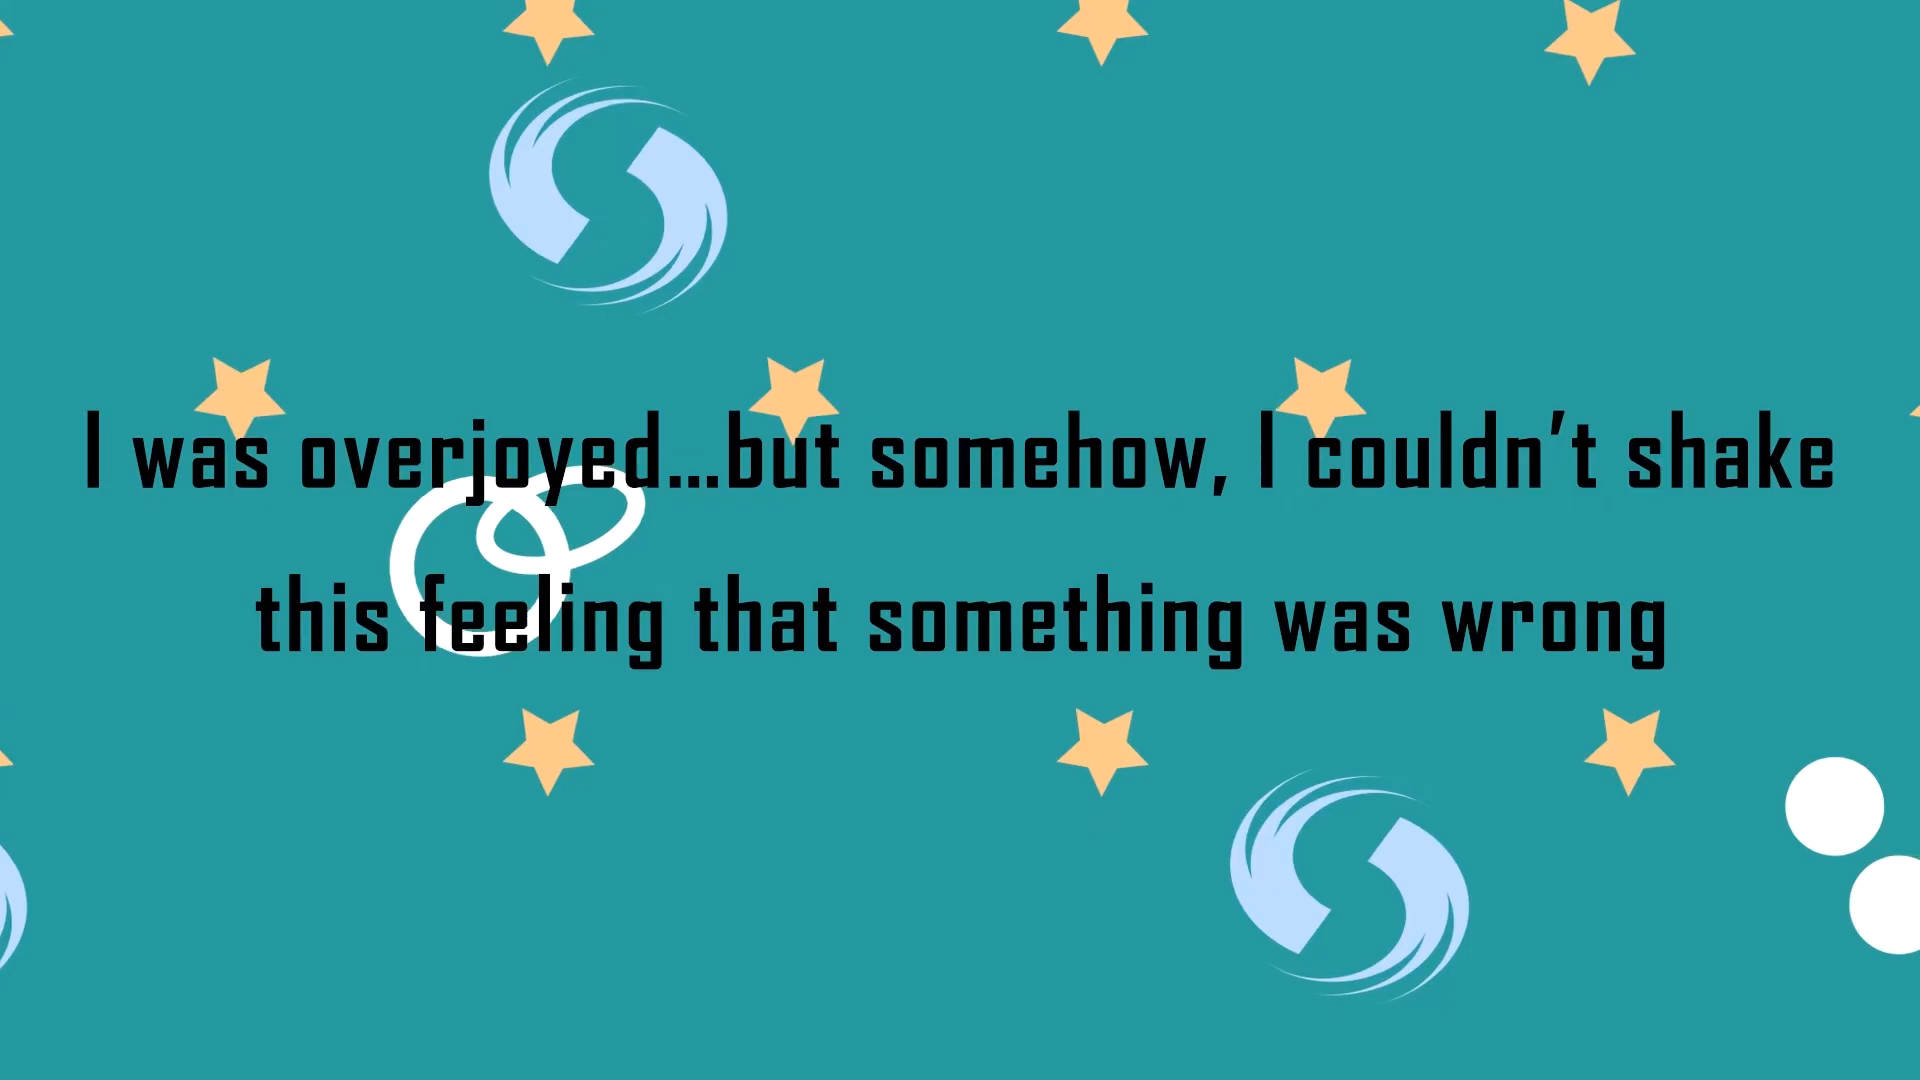 I was overjoyed...but somehow, I couldn’t shake
this feeling that something was wrong